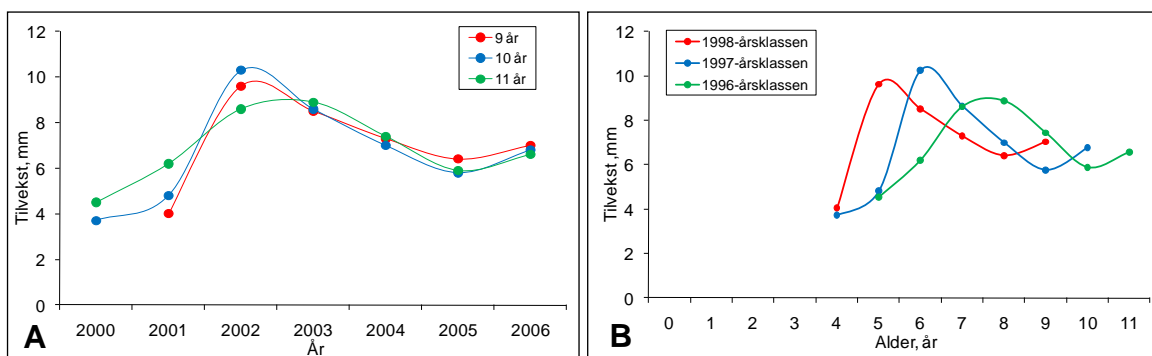 12
10
8
6
4
2
0
Tilvekst, mm
9 år
10 år
11 år
2000 2001 2002 2003 2004 2005 2006
År
A
12
10
8
6
4
2
0
Tilvekst ,mm
1998-årsklassen
1997-årsklassen
1996-årsklassen
0 1 2 3 4 5 6 7 8 9 10 11
Alder, år
B